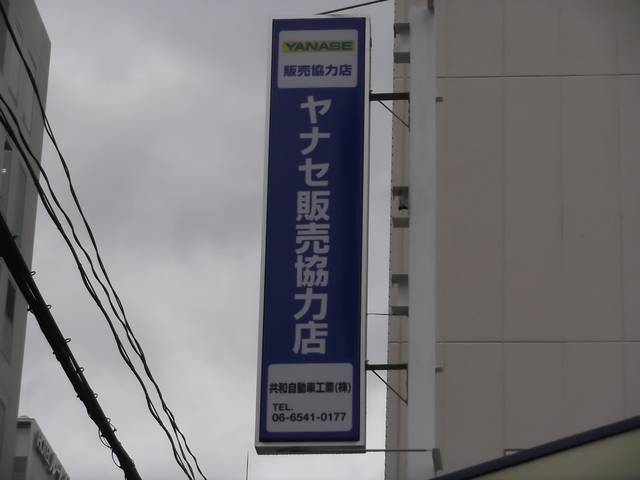 YANASE
販売協力店
ヤナセ販売協力店
共和自動車工業(株)
TEL.
06-6541-0177